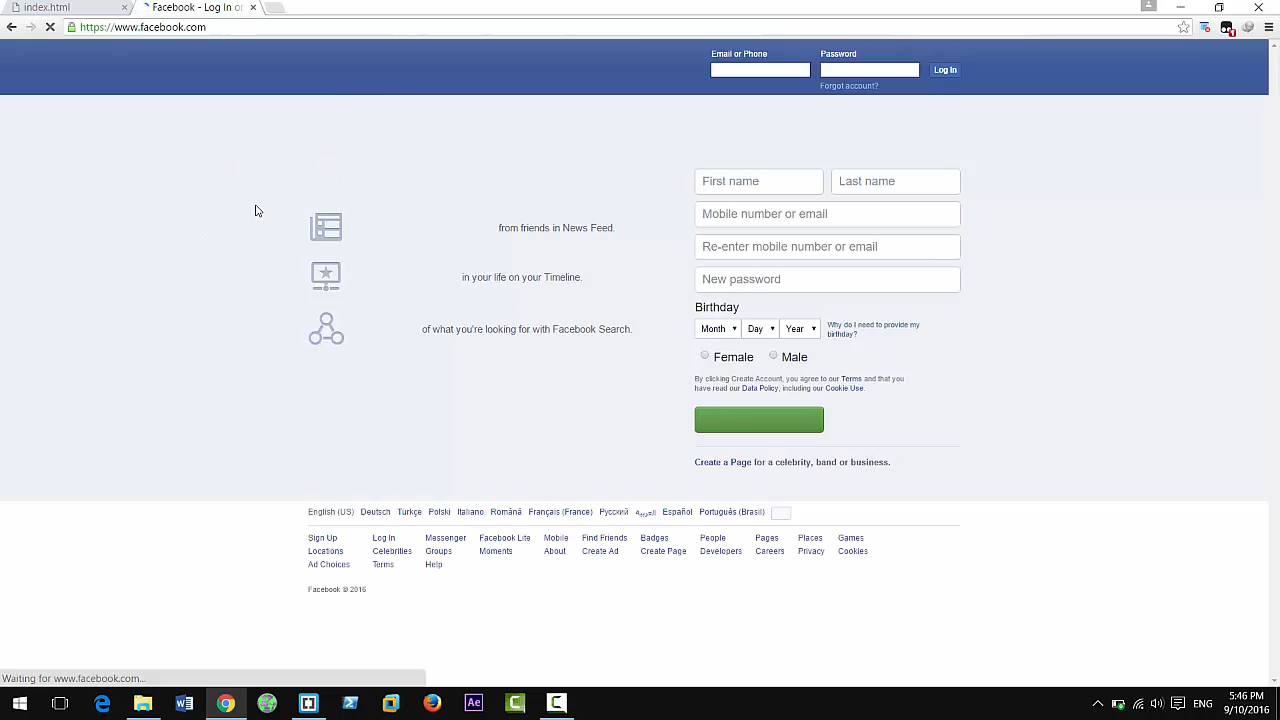 index.html
Facebook - Log In or
https://www.facebook.com
Email or Phone
Password
Log In
Forgot account?
First name
Last name
Mobile number or email
from friends in News Feed.
Re-enter mobile number or email
in your life on your Timeline.
New password
Birthday
of what you're looking for with Facebook Search.
Month
Day
Year
Why do I need to provide my
birthday?
Female
Male
By clicking Create Account, you agree to our Terms and that you
have read our Data Policy, including our Cookie Use.
Create a Page for a celebrity, band or business.
English (US) Deutsch Türkçe Polski Italiano Română Français (France) Русский العربية Español Português (Brasil)
Sign Up Log In Messenger Facebook Lite Mobile Find Friends Badges People Pages Places Games
Locations Celebrities Groups Moments About Create Ad Create Page Developers Careers Privacy Cookies
Ad Choices Terms Help
Facebook © 2016
Waiting for www.facebook.com...
Ae
ENG
5:46 PM
9/10/2016